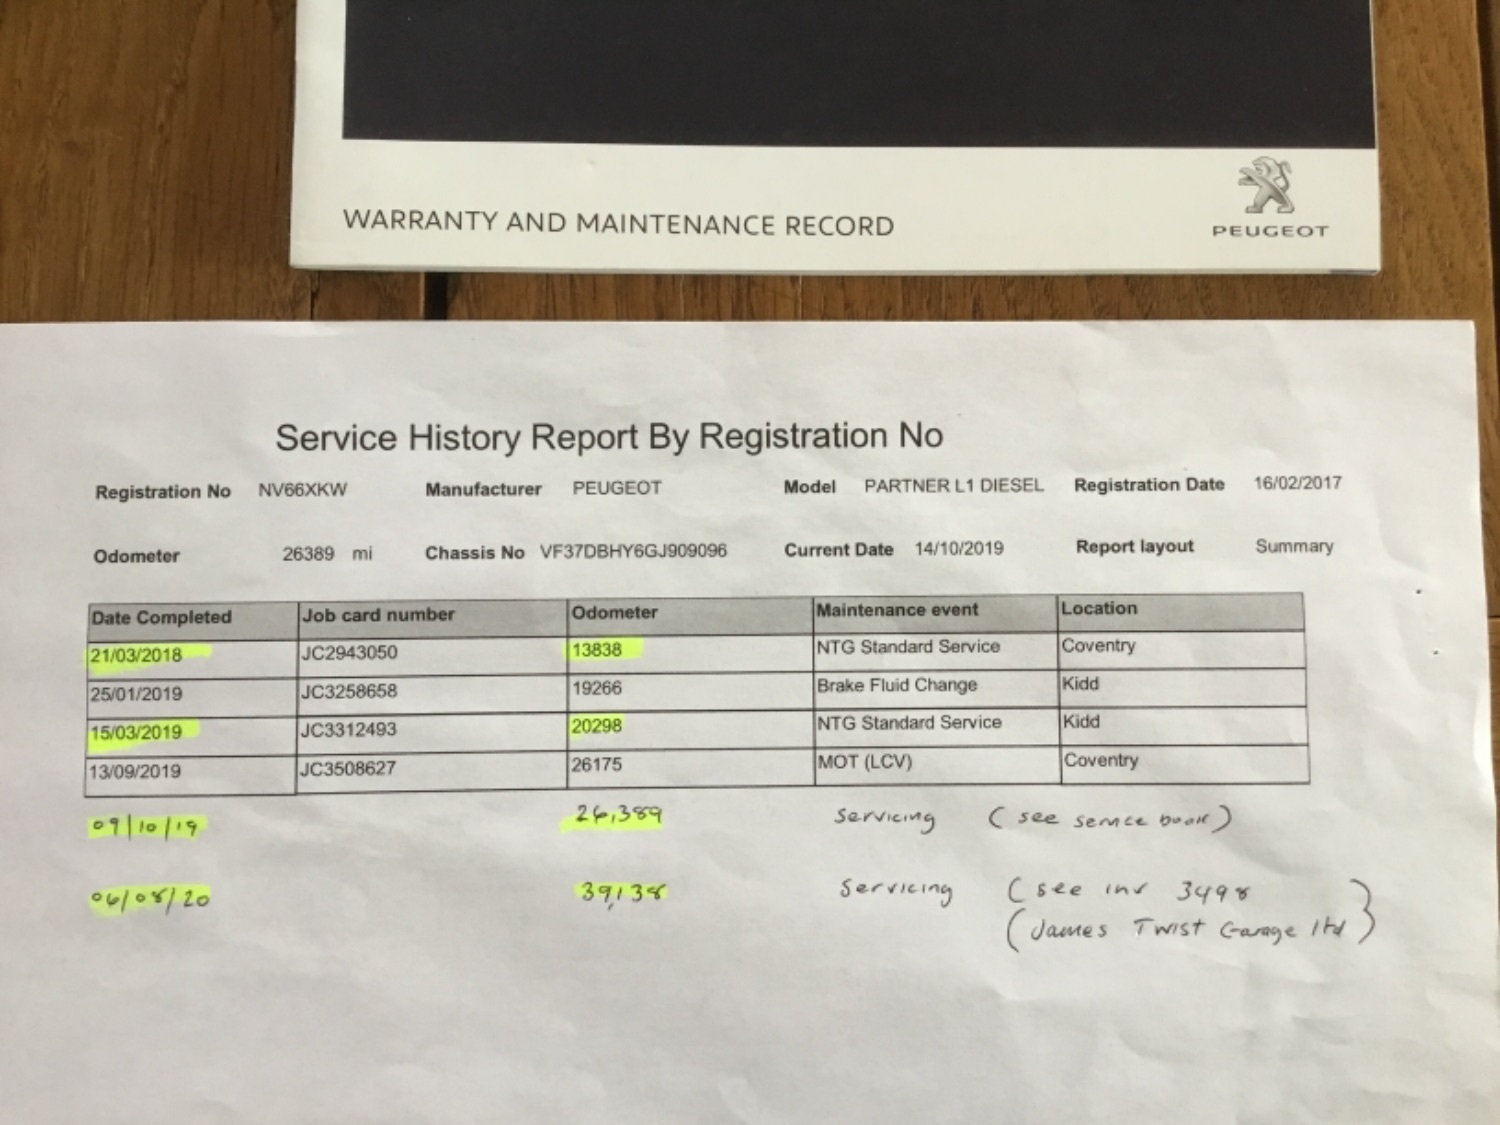 WARRANTY AND MAINTENANCE RECORD
PEUGEOT
Service History Report By Registration No
Registration No NV66XKW Manufacturer PEUGEOT Model PARTNER L1 DIESEL Registration Date 16/02/2017
Odometer 26389 mi Chassis No VF37DBHY6GJ909096 Current Date 14/10/2019 Report layout Summary
Date Completed Job card number Odometer Maintenance event Location
21/03/2018 JC2943050 13838 NTG Standard Service Coventry
25/01/2019 JC3258658 19266 Brake Fluid Change Kidd
15/03/2019 JC3312493 20298 NTG Standard Service Kidd
13/09/2019 JC3508627 26175 MOT (LCV) Coventry
09/10/19 26,389 Servicing (see service book)
06/08/20 39,138 Servicing (see inv 3498
(James Twist Garage ltd)